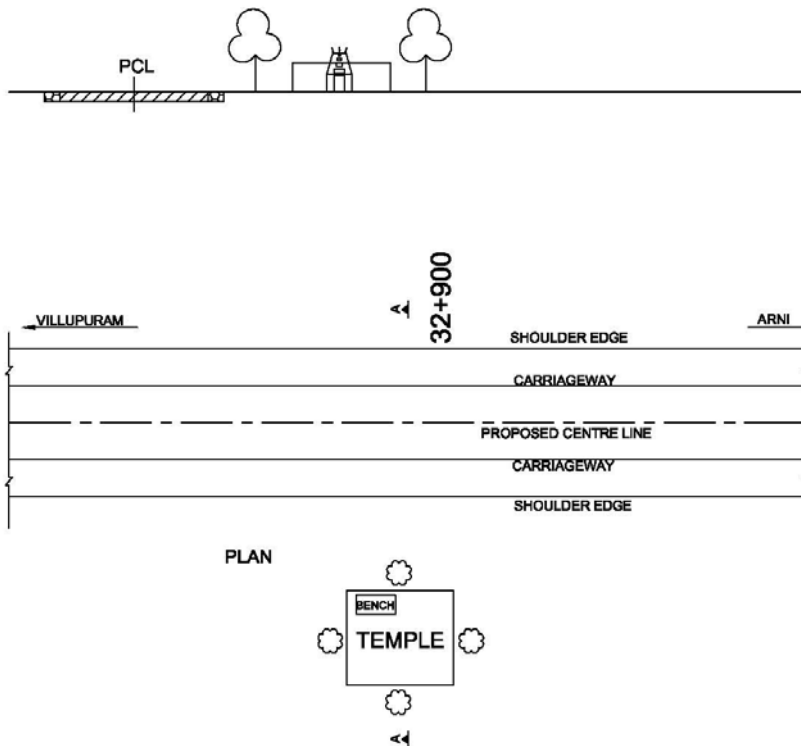 PCL
A
32+900
VILLUPURAM
ARNI
SHOULDER EDGE
CARRIAGEWAY
PROPOSED CENTRE LINE
CARRIAGEWAY
SHOULDER EDGE
PLAN
BENCH
TEMPLE
A